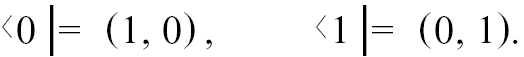 〈0 |= (1, 0),  〈1 |= (0, 1).